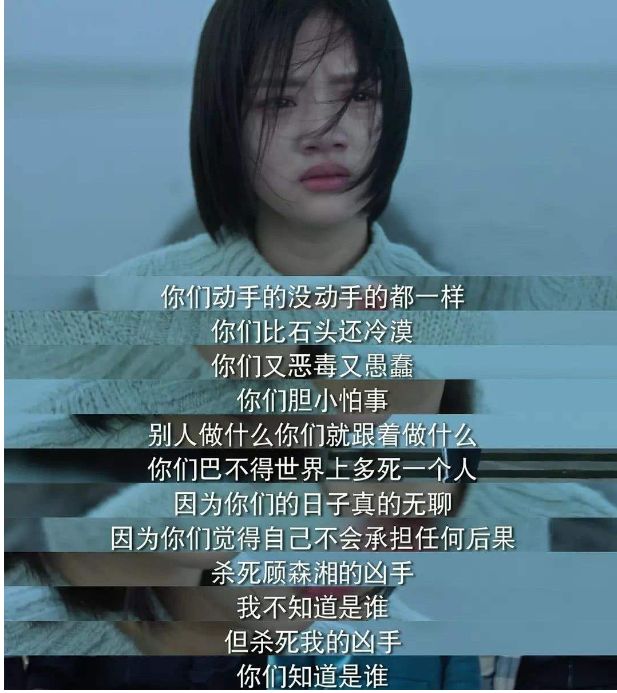 你们动手的没动手的都一样
你们比石头还冷漠
你们又恶毒又愚蠢
你们胆小怕事
别人做什么你们就跟着做什么
你们巴不得世界上多死一个人
因为你们的日子真的无聊
因为你们觉得自己不会承担任何后果
杀死顾森湘的凶手
我不知道是谁
但杀死我的凶手
你们知道是谁